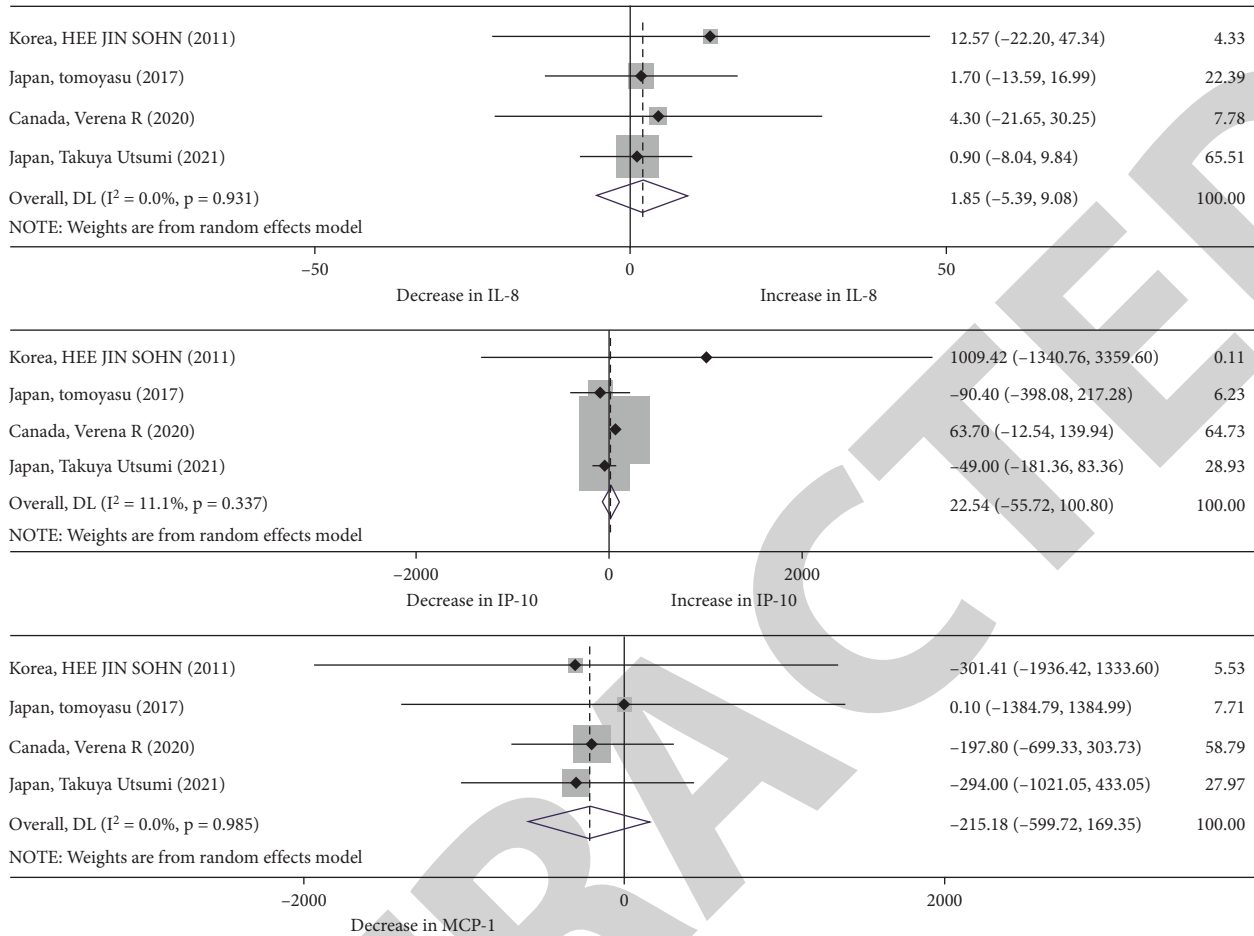 Korea, HEE JIN SOHN (2011) 12.57 (–22.20, 47.34) 4.33
Japan, tomoyasu (2017) 1.70 (–13.59, 16.99) 22.39
Canada, Verena R (2020) 4.30 (–21.65, 30.25) 7.78
Japan, Takuya Utsumi (2021) 0.90 (–8.04, 9.84) 65.51
Overall, DL (I² = 0.0%, p = 0.931) 1.85 (–5.39, 9.08) 100.00
NOTE: Weights are from random effects model
–50 0 50
Decrease in IL-8 Increase in IL-8
Korea, HEE JIN SOHN (2011) 1009.42 (–1340.76, 3359.60) 0.11
Japan, tomoyasu (2017) –90.40 (–398.08, 217.28) 6.23
Canada, Verena R (2020) 63.70 (–12.54, 139.94) 64.73
Japan, Takuya Utsumi (2021) –49.00 (–181.36, 83.36) 28.93
Overall, DL (I² = 11.1%, p = 0.337) 22.54 (–55.72, 100.80) 100.00
NOTE: Weights are from random effects model
–2000 0 2000
Decrease in IP-10 Increase in IP-10
Korea, HEE JIN SOHN (2011) –301.41 (–1936.42, 1333.60) 5.53
Japan, tomoyasu (2017) 0.10 (–1384.79, 1384.99) 7.71
Canada, Verena R (2020) –197.80 (–699.33, 303.73) 58.79
Japan, Takuya Utsumi (2021) –294.00 (–1021.05, 433.05) 27.97
Overall, DL (I² = 0.0%, p = 0.985) –215.18 (–599.72, 169.35) 100.00
NOTE: Weights are from random effects model
–2000 0 2000
Decrease in MCP-1
RACTE